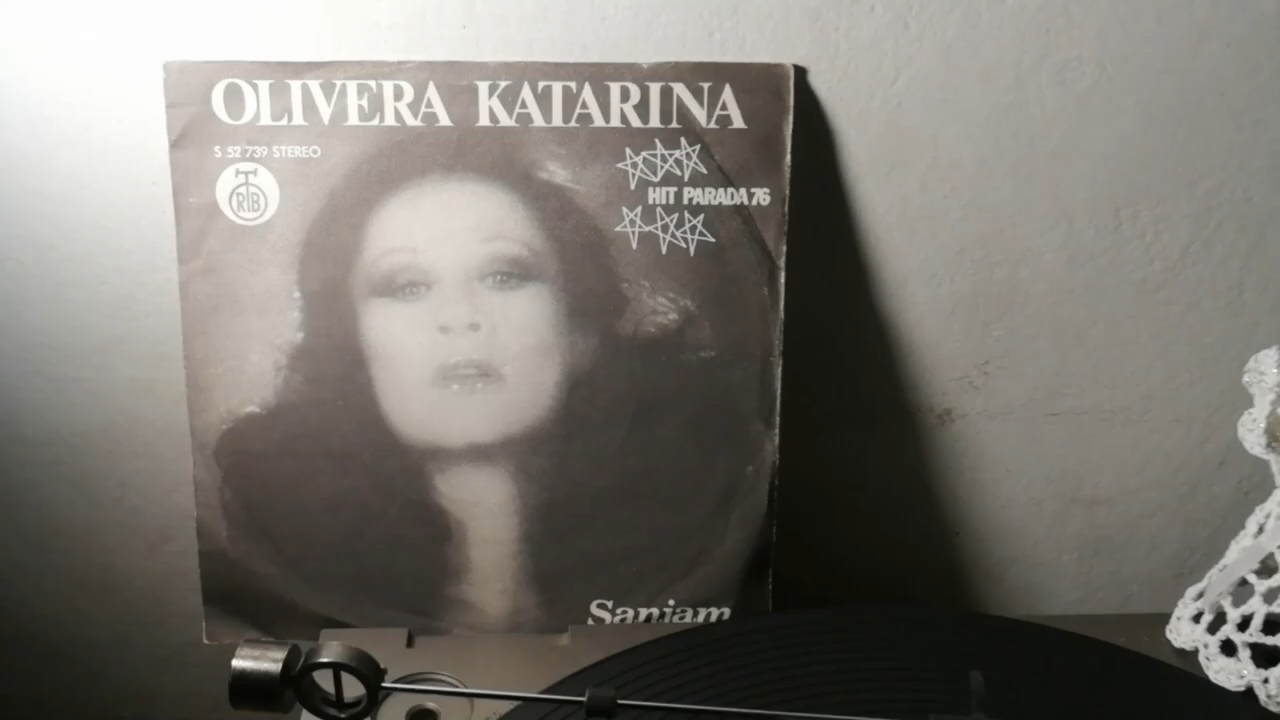 OLIVERA KATARINA
S 52 739 STEREO
RTB
HIT PARADA 76
Sanjam